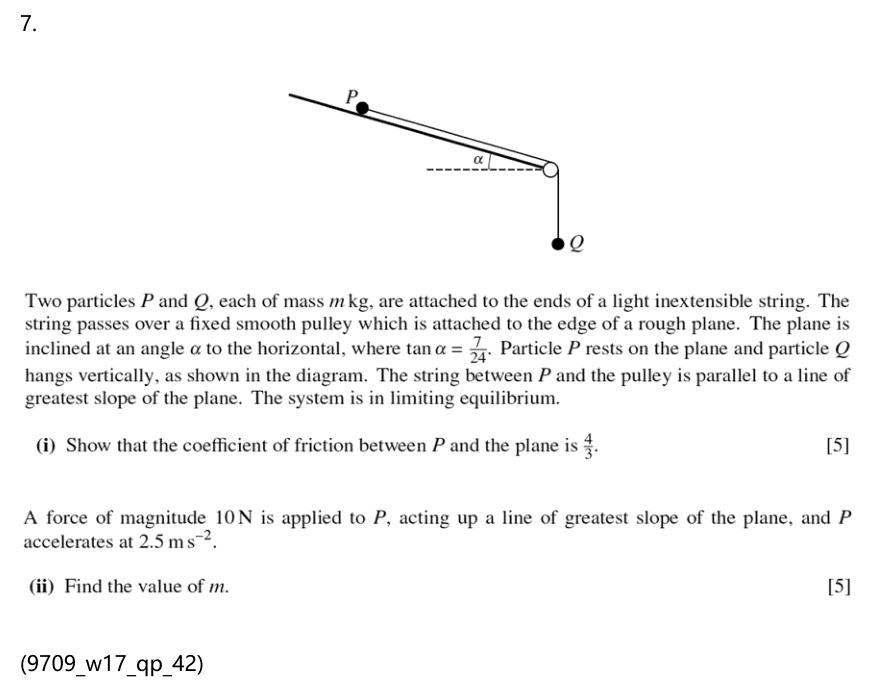 7.
P
α
Q
Two particles P and Q, each of mass m kg, are attached to the ends of a light inextensible string. The
string passes over a fixed smooth pulley which is attached to the edge of a rough plane. The plane is
inclined at an angle α to the horizontal, where tan α = 7/24. Particle P rests on the plane and particle Q
hangs vertically, as shown in the diagram. The string between P and the pulley is parallel to a line of
greatest slope of the plane. The system is in limiting equilibrium.
(i) Show that the coefficient of friction between P and the plane is 4/3. [5]
A force of magnitude 10 N is applied to P, acting up a line of greatest slope of the plane, and P
accelerates at 2.5 m s⁻².
(ii) Find the value of m. [5]
(9709_w17_qp_42)